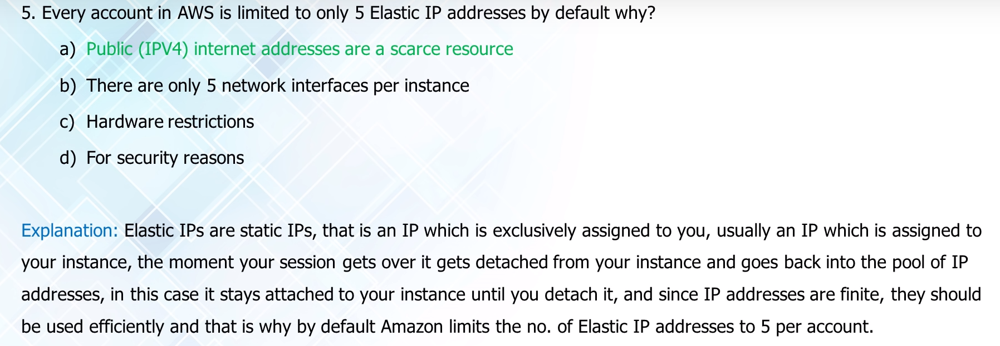 5. Every account in AWS is limited to only 5 Elastic IP addresses by default why?
a) Public (IPV4) internet addresses are a scarce resource
b) There are only 5 network interfaces per instance
c) Hardware restrictions
d) For security reasons
Explanation: Elastic IPs are static IPs, that is an IP which is exclusively assigned to you, usually an IP which is assigned to
your instance, the moment your session gets over it gets detached from your instance and goes back into the pool of IP
addresses, in this case it stays attached to your instance until you detach it, and since IP addresses are finite, they should
be used efficiently and that is why by default Amazon limits the no. of Elastic IP addresses to 5 per account.